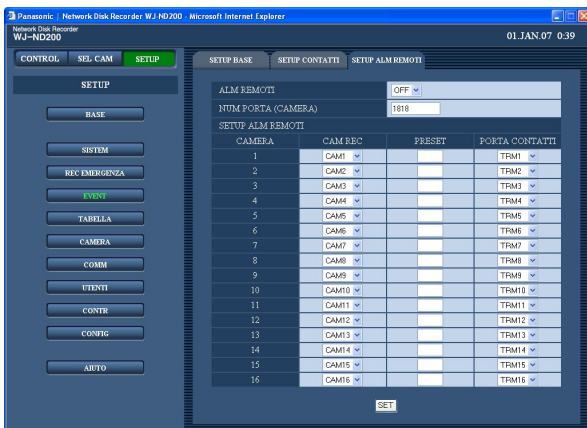 Panasonic | Network Disk Recorder WJ-ND200 - Microsoft Internet Explorer
Network Disk Recorder
WJ-ND200
01.JAN.07 0:39
CONTROL SEL CAM SETUP
SETUP BASE SETUP CONTATTI SETUP ALM REMOTI
SETUP
BASE
SISTEM
REC EMERGENZA
EVENT
TABELLA
CAMERA
COMM
UTENTI
CONTR
CONFIG
AIUTO
ALM REMOTI OFF
NUM PORTA (CAMERA) 1818
SETUP ALM REMOTI
CAMERA CAM REC PRESET PORTA CONTATTI
1 CAM1 TRM1
2 CAM2 TRM2
3 CAM3 TRM3
4 CAM4 TRM4
5 CAM5 TRM5
6 CAM6 TRM6
7 CAM7 TRM7
8 CAM8 TRM8
9 CAM9 TRM9
10 CAM10 TRM10
11 CAM11 TRM11
12 CAM12 TRM12
13 CAM13 TRM13
14 CAM14 TRM14
15 CAM15 TRM15
16 CAM16 TRM16
SET